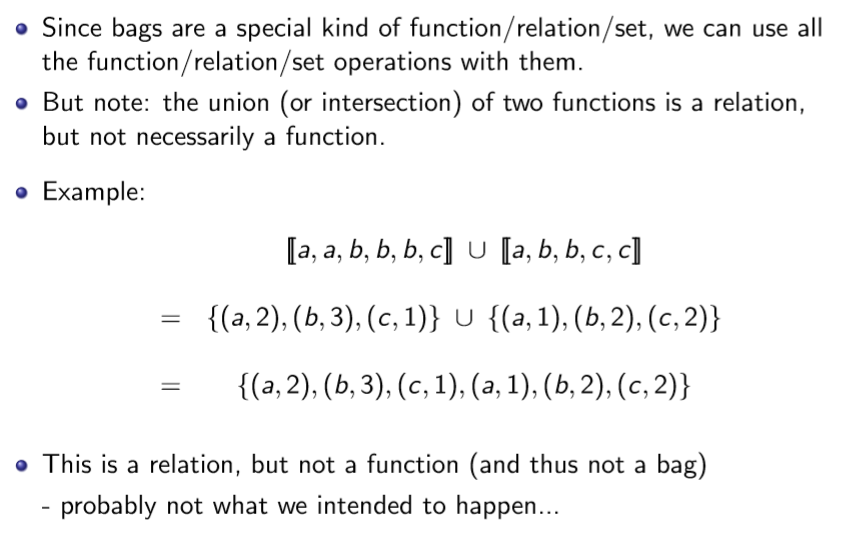 • Since bags are a special kind of function/relation/set, we can use all
the function/relation/set operations with them.
• But note: the union (or intersection) of two functions is a relation,
but not necessarily a function.
• Example:
⟦a, a, b, b, b, c⟧ ∪ ⟦a, b, b, c, c⟧
= {(a, 2), (b, 3), (c, 1)} ∪ {(a, 1), (b, 2), (c, 2)}
= {(a, 2), (b, 3), (c, 1), (a, 1), (b, 2), (c, 2)}
• This is a relation, but not a function (and thus not a bag)
- probably not what we intended to happen...